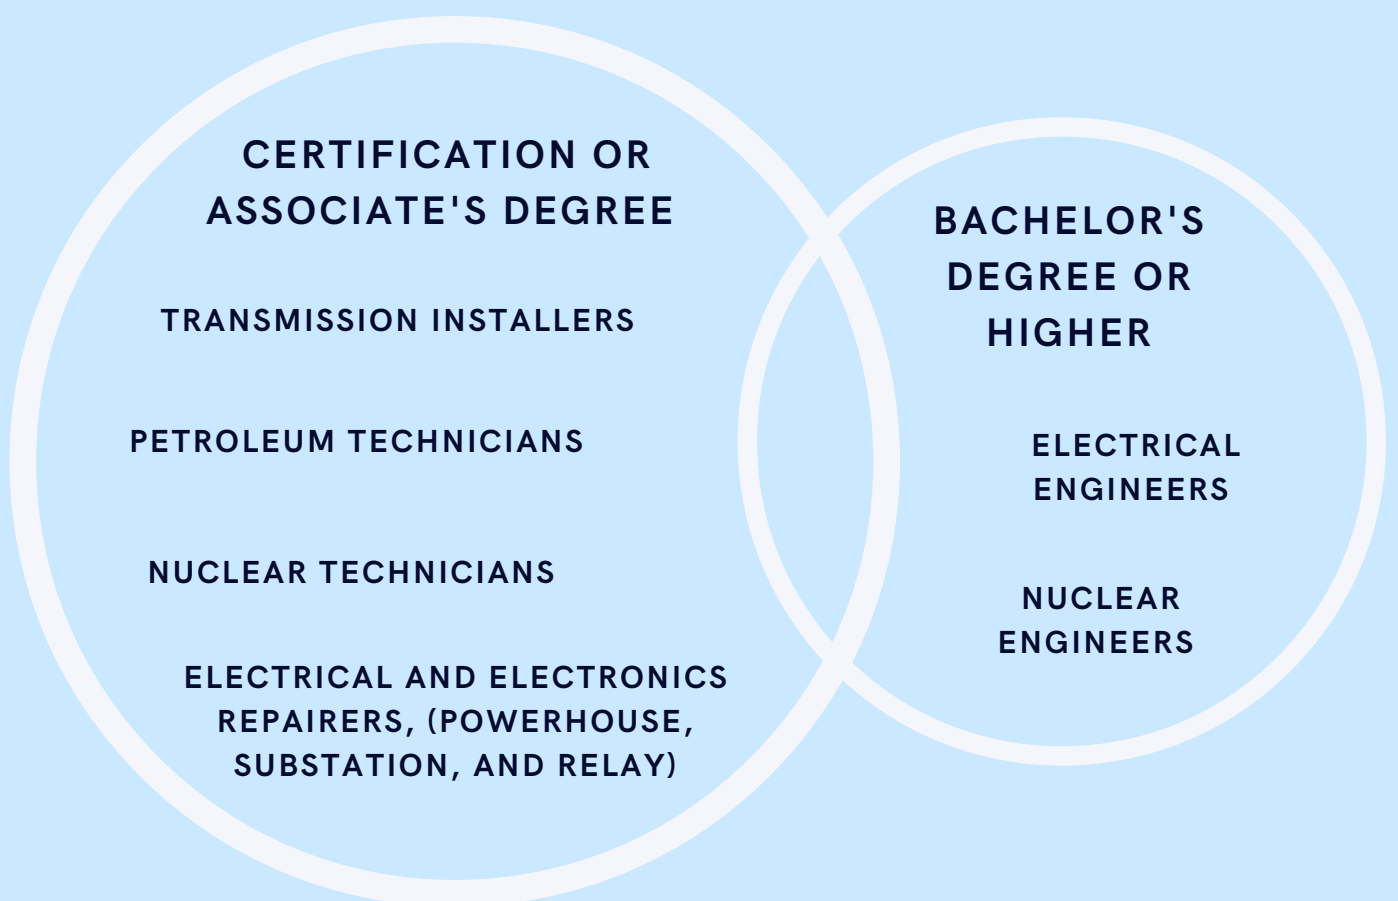 CERTIFICATION OR
ASSOCIATE'S DEGREE
TRANSMISSION INSTALLERS
PETROLEUM TECHNICIANS
NUCLEAR TECHNICIANS
ELECTRICAL AND ELECTRONICS
REPAIRERS, (POWERHOUSE,
SUBSTATION, AND RELAY)
BACHELOR'S
DEGREE OR
HIGHER
ELECTRICAL
ENGINEERS
NUCLEAR
ENGINEERS